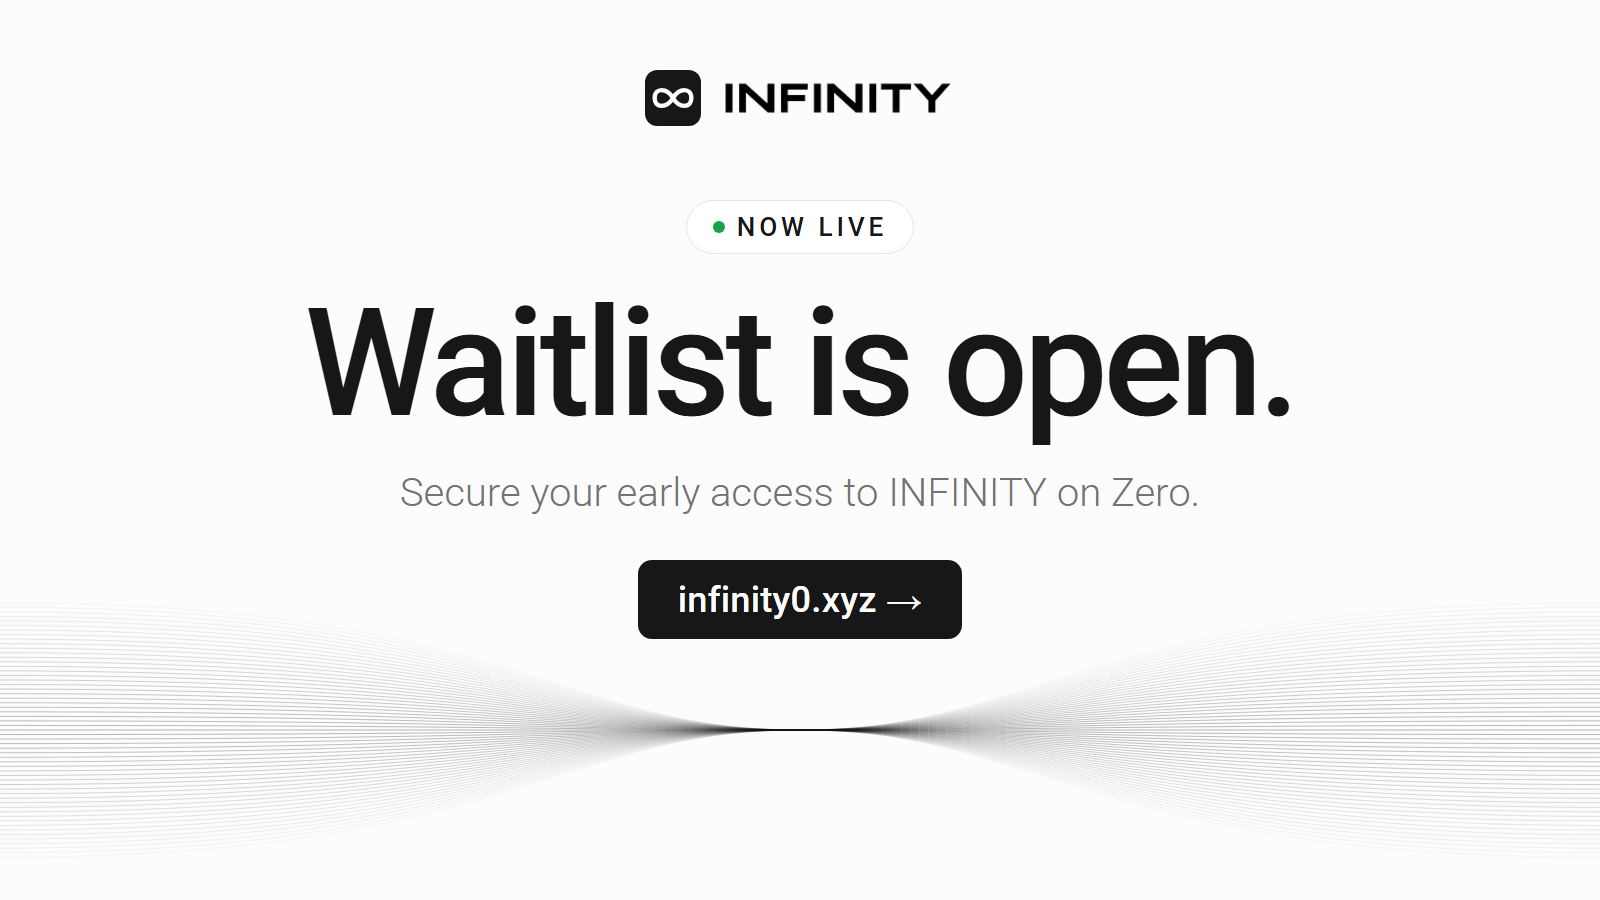 INFINITY
NOW LIVE
Waitlist is open.
Secure your early access to INFINITY on Zero.
infinity0.xyz →